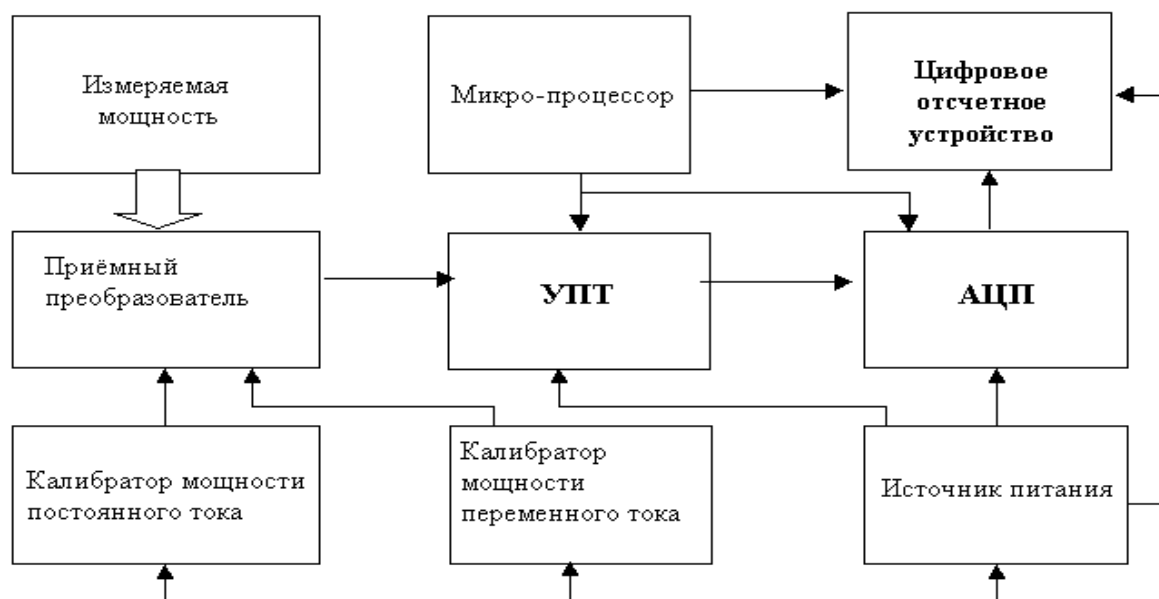 Измеряемая
мощность
Микро-процессор
Цифровое
отсчетное
устройство
Приёмный
преобразователь
УПТ
АЦП
Калибратор мощности
постоянного тока
Калибратор
мощности
переменного тока
Источник питания